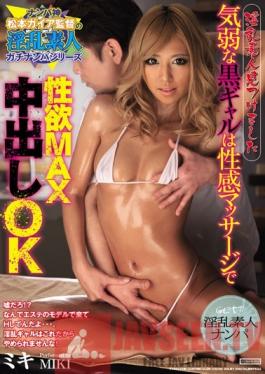 ナンパ神
松本ガイア監督の
淫乱素人
ガチナンパシリーズ
気弱な黒ギャルは性感マッサージで
性欲MAX
中出しOK
淫乱素人
ナンパ
嘘だろ!?
なんでエステのモデルで来て
Hしてんだよ・・・。
淫乱ギャルはこれだから
やめられませんな!
ミキ
MIKI